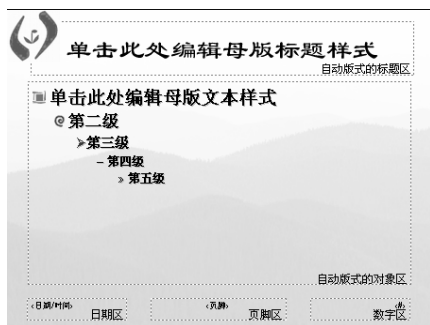 单击此处编辑母版标题样式
自动版式的标题区
单击此处编辑母版文本样式
@ 第二级
➢第三级
– 第四级
» 第五级
自动版式的对象区
‹日期/时间›
日期区
‹页脚›
页脚区
‹#›
数字区